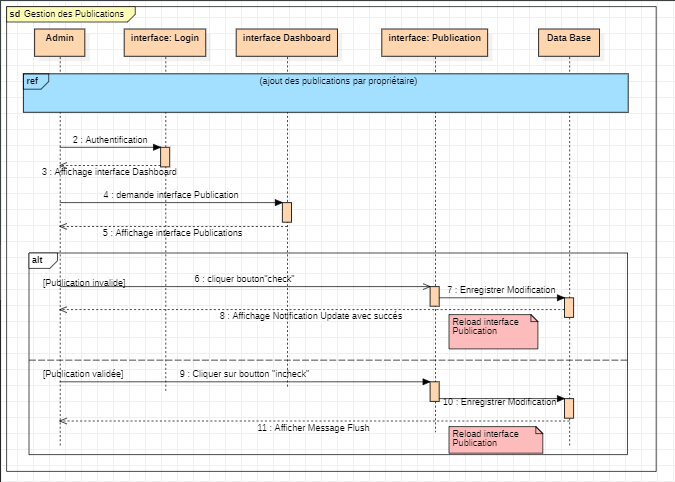 sd Gestion des Publications
Admin
interface: Login
interface Dashboard
interface: Publication
Data Base
ref
(ajout des publications par propriétaire)
2 : Authentification
3 : Affichage interface Dashboard
4 : demande interface Publication
5 : Affichage interface Publications
alt
[Publication invalide]
6 : cliquer bouton"check"
7 : Enregistrer Modification
8 : Affichage Notification Update avec succés
Reload interface
Publication
[Publication validée]
9 : Cliquer sur boutton "incheck"
10 : Enregistrer Modification
11 : Afficher Message Flush
Reload interface
Publication